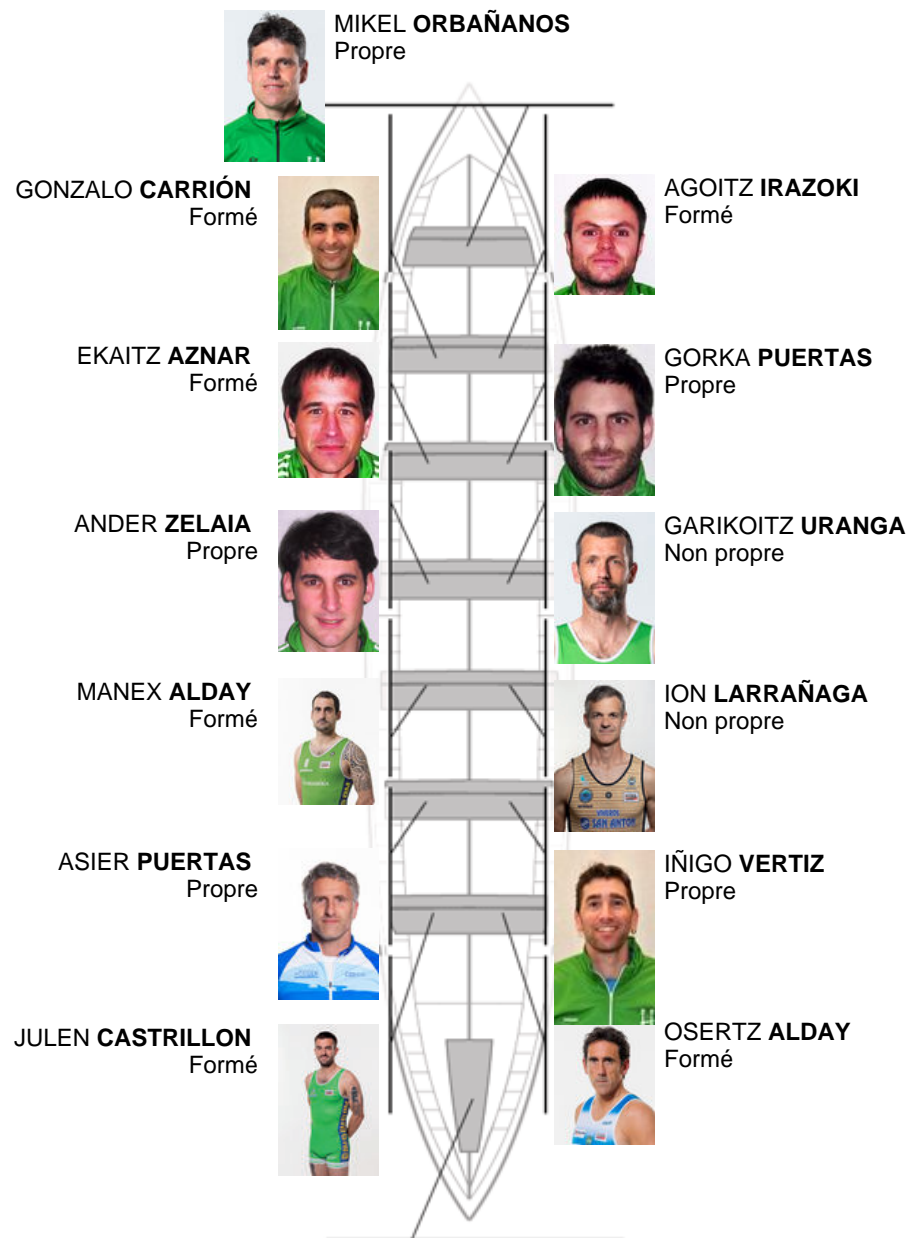 MIKEL ORBAÑANOS
Propre
GONZALO CARRIÓN
Formé
AGOITZ IRAZOKI
Formé
EKAITZ AZNAR
Formé
GORKA PUERTAS
Propre
ANDER ZELAIA
Propre
GARIKOITZ URANGA
Non propre
MANEX ALDAY
Formé
ION LARRAÑAGA
Non propre
SAN ANTON
ASIER PUERTAS
Propre
IÑIGO VERTIZ
Propre
JULEN CASTRILLON
Formé
OSERTZ ALDAY
Formé